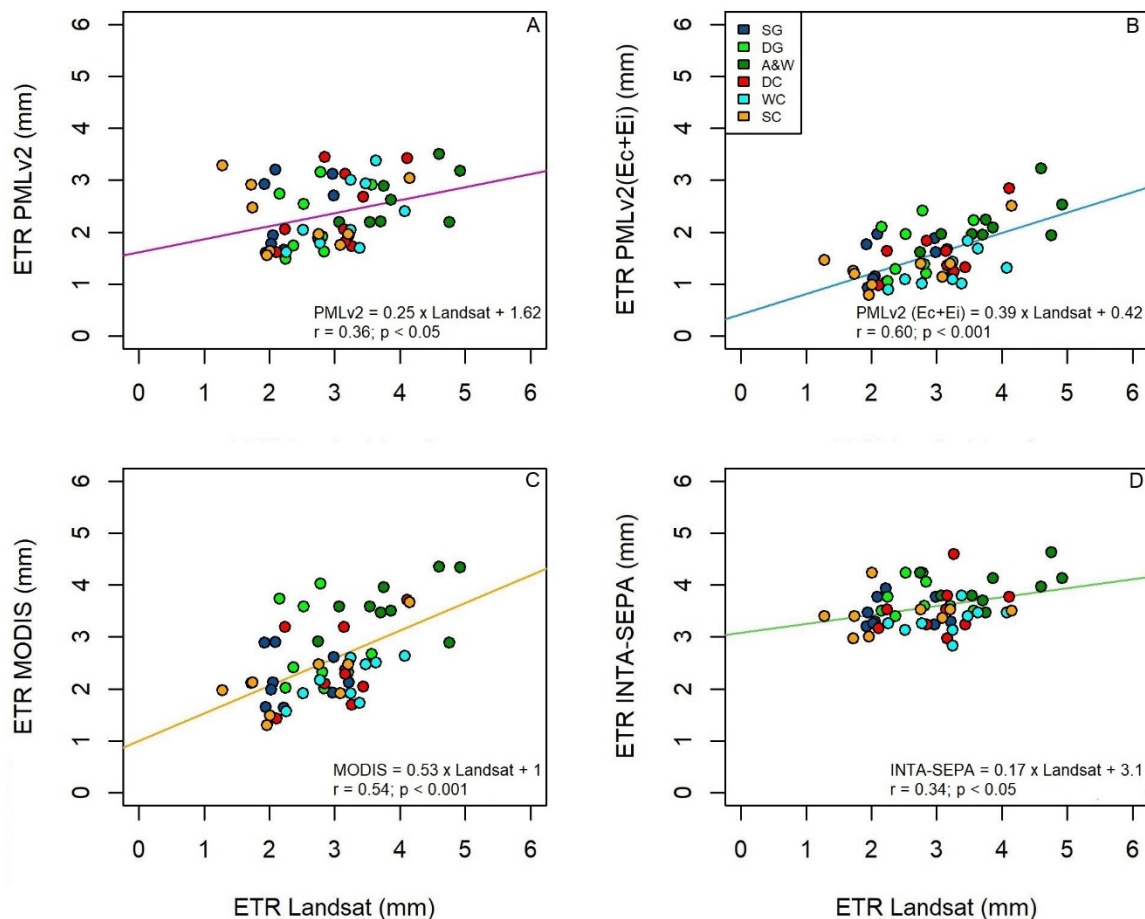 A
ETR PMLv2 (mm)
6
5
4
3
2
1
0
PMLv2 = 0.25 x Landsat + 1.62
r = 0.36; p < 0.05
0 1 2 3 4 5 6
B
SG
DG
A&W
DC
WC
SC
ETR PMLv2(Ec+Ei) (mm)
6
5
4
3
2
1
0
PMLv2 (Ec+Ei) = 0.39 x Landsat + 0.42
r = 0.60; p < 0.001
0 1 2 3 4 5 6
C
ETR MODIS (mm)
6
5
4
3
2
1
0
MODIS = 0.53 x Landsat + 1
r = 0.54; p < 0.001
0 1 2 3 4 5 6
ETR Landsat (mm)
D
ETR INTA-SEPA (mm)
6
5
4
3
2
1
0
INTA-SEPA = 0.17 x Landsat + 3.1
r = 0.34; p < 0.05
0 1 2 3 4 5 6
ETR Landsat (mm)